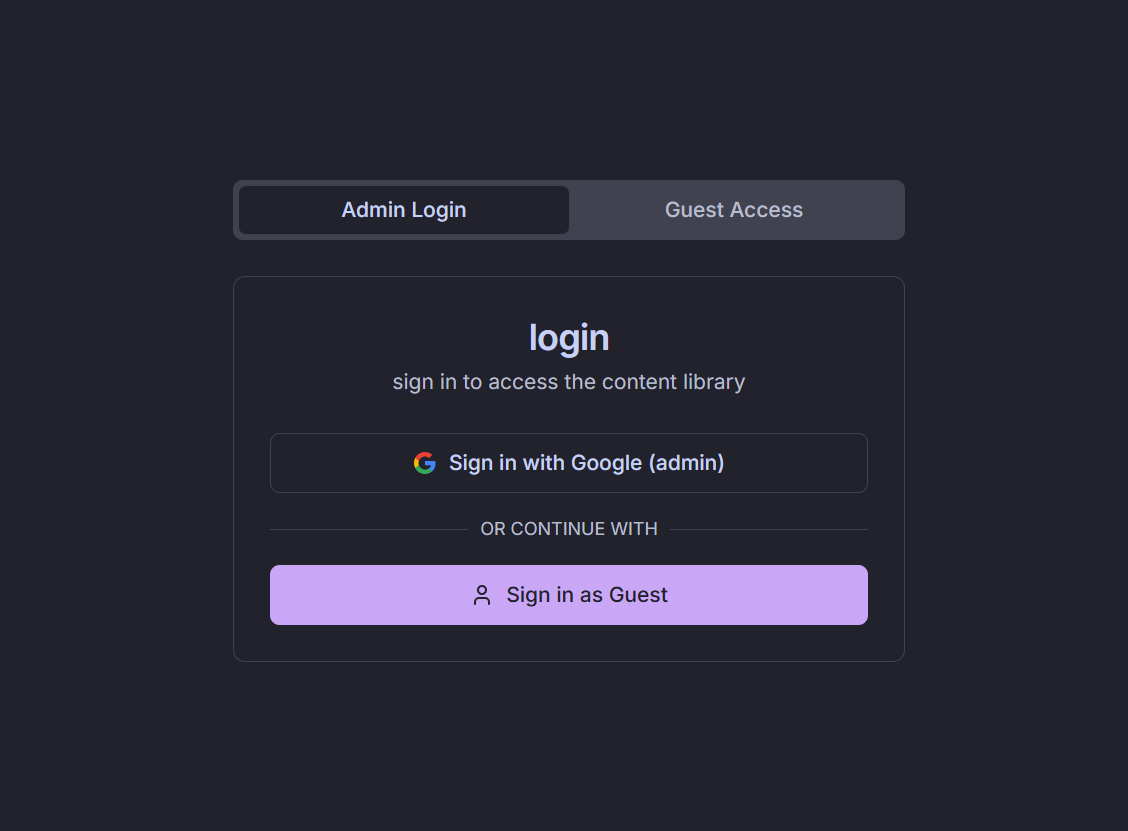 Admin Login
Guest Access
login
sign in to access the content library
Sign in with Google (admin)
OR CONTINUE WITH
Sign in as Guest